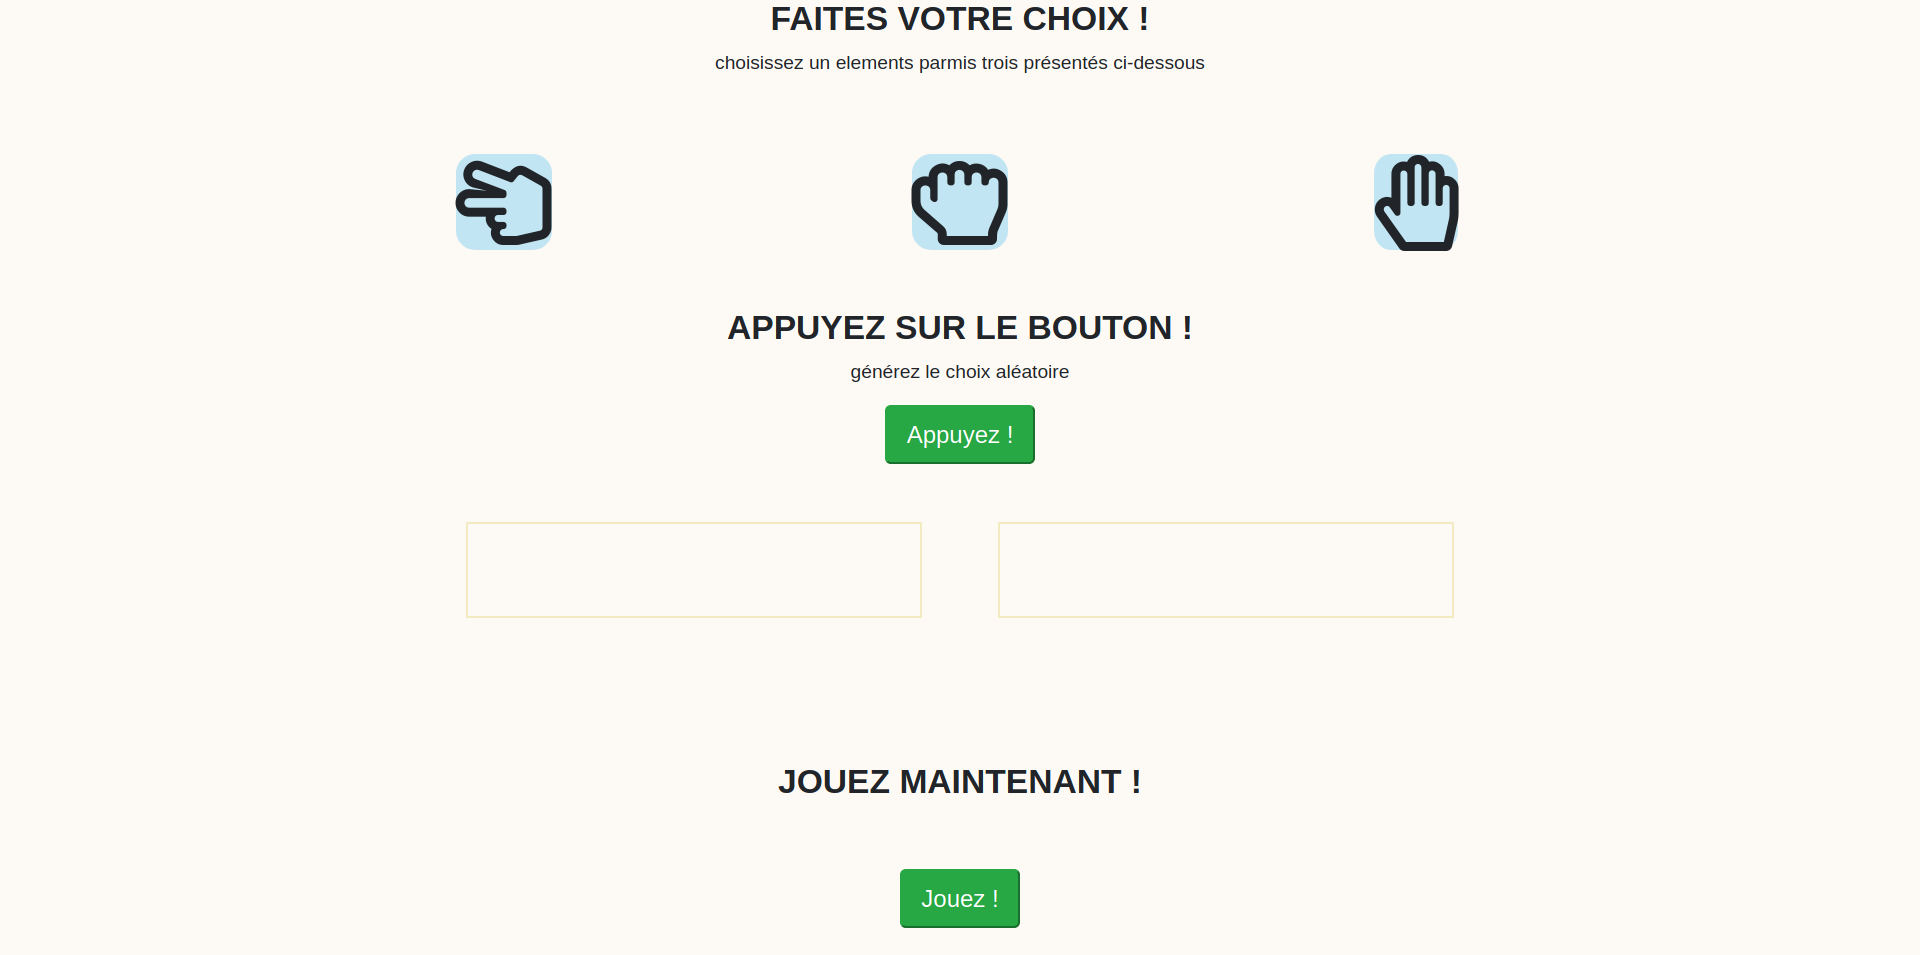 FAITES VOTRE CHOIX !
choisissez un elements parmis trois présentés ci-dessous
APPUYEZ SUR LE BOUTON !
générez le choix aléatoire
Appuyez !
JOUEZ MAINTENANT !
Jouez !